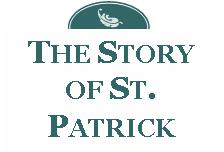 THE STORY
OF ST.
PATRICK